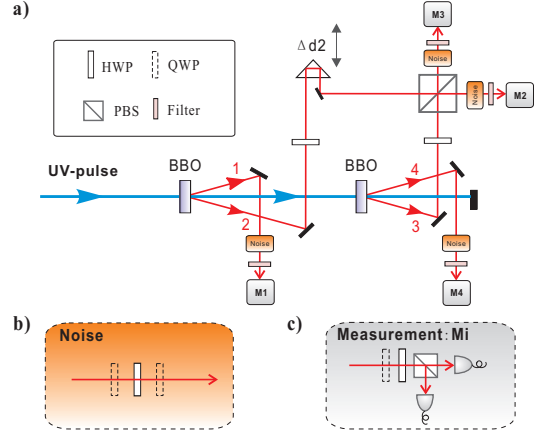 a)
M3
Δ d2
Noise
HWP
QWP
PBS
Filter
Noise
M2
UV-pulse
BBO
1
2
BBO
4
3
Noise
Noise
M1
M4
b)
Noise
c)
Measurement: Mi